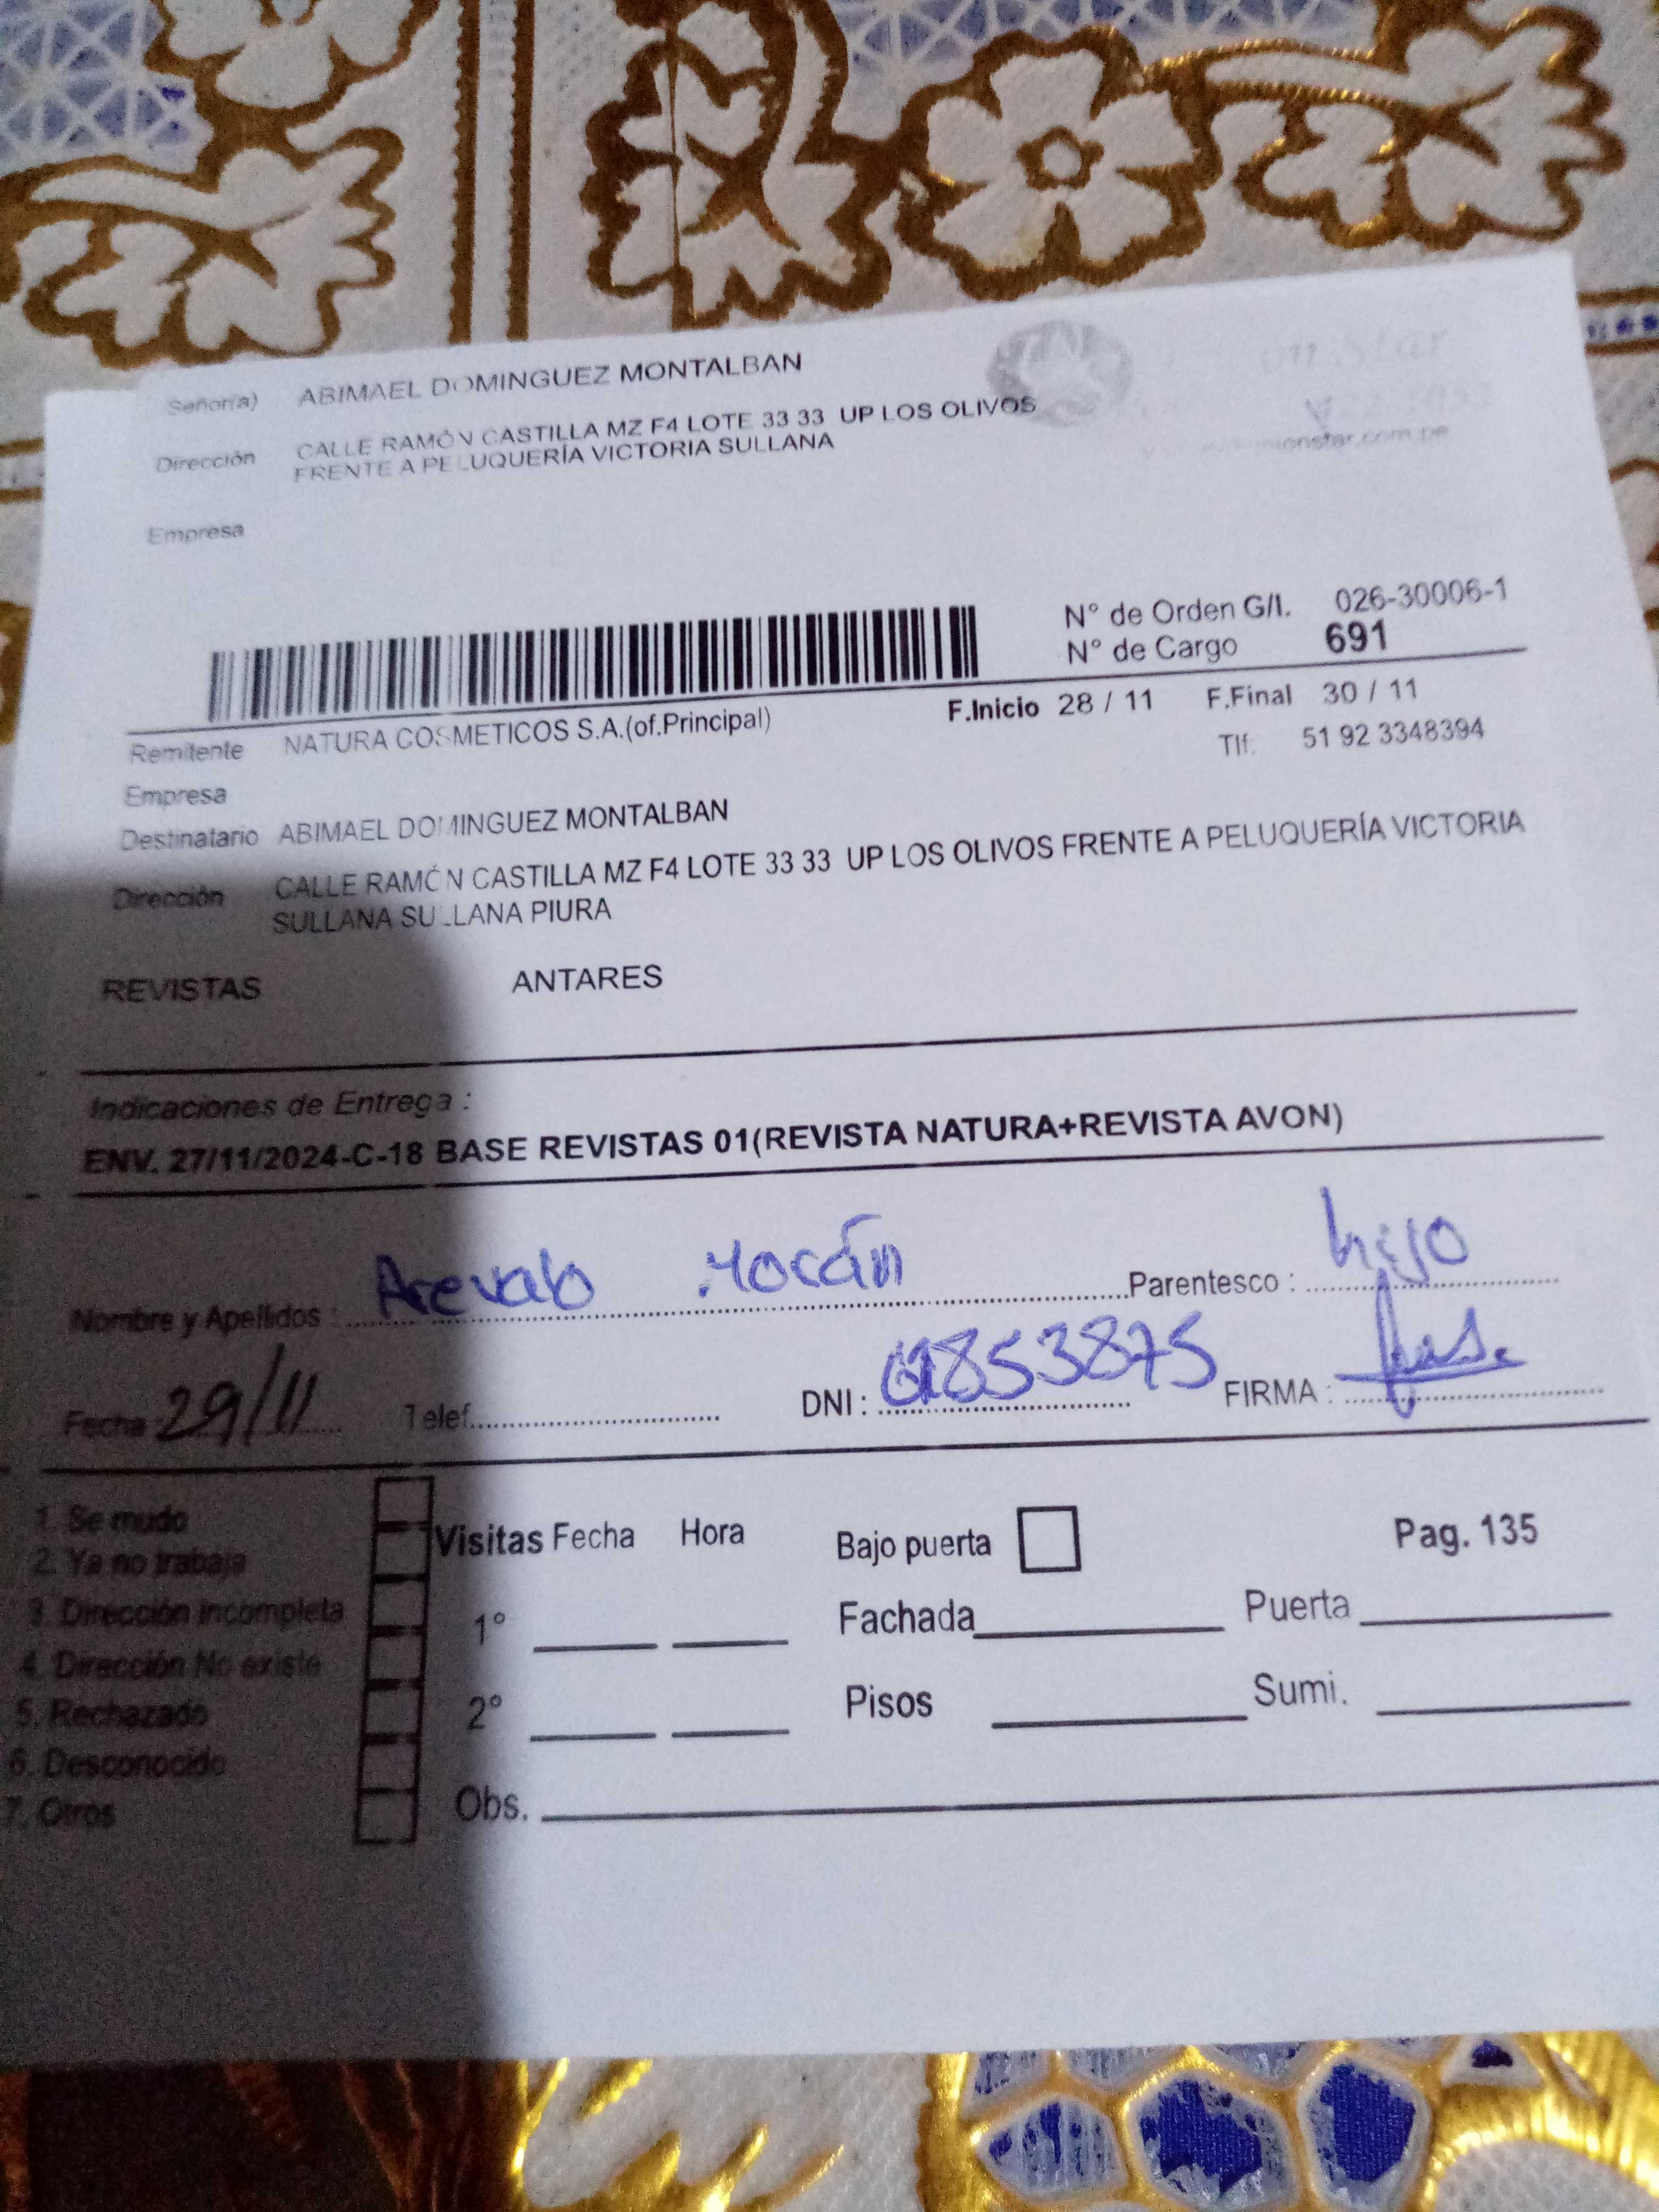 Señor(a) ABIMAEL DOMINGUEZ MONTALBAN
Dirección CALLE RAMÓN CASTILLA MZ F4 LOTE 33 33 UP LOS OLIVOS
FRENTE A PELUQUERÍA VICTORIA SULLANA
Star
unionstar.com.pe
Empresa
N° de Orden G/I. 026-30006-1
N° de Cargo 691
F.Inicio 28 / 11 F.Final 30 / 11
Remitente NATURA COSMETICOS S.A.(of.Principal)
Tlf: 51 92 3348394
Empresa
Destinatario ABIMAEL DOMINGUEZ MONTALBAN
Dirección CALLE RAMÓN CASTILLA MZ F4 LOTE 33 33 UP LOS OLIVOS FRENTE A PELUQUERÍA VICTORIA
SULLANA SULLANA PIURA
REVISTAS ANTARES
Indicaciones de Entrega :
ENV. 27/11/2024-C-18 BASE REVISTAS 01(REVISTA NATURA+REVISTA AVON)
Nombre y Apellidos : Arevalo Parentesco : hijo
Fecha 29/11 Telef. DNI : 61853875 FIRMA :
1. Se mudo
2. Ya no trabaja
3. Dirección incompleta
4. Dirección No existe
5. Rechazado
6. Desconocido
7. Otros
Visitas Fecha Hora
1°
2°
Obs.
Bajo puerta
Pag. 135
Fachada Puerta
Pisos Sumi.